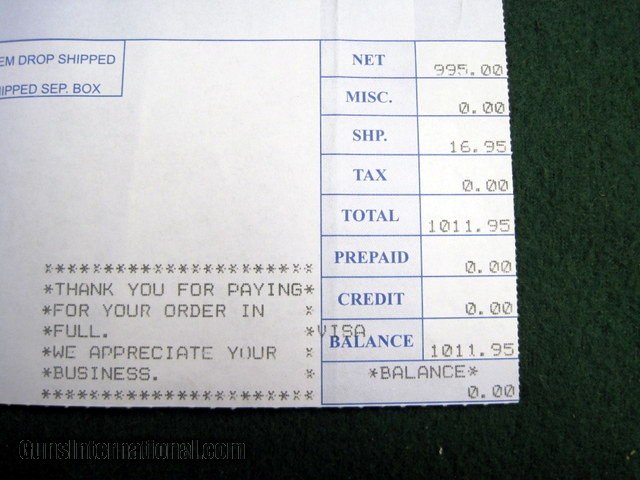 EM DROP SHIPPED
IPPED SEP. BOX
NET 995.00
MISC. 0.00
SHP. 16.95
TAX 0.00
TOTAL 1011.95
PREPAID 0.00
CREDIT 0.00
*VISA
BALANCE 1011.95
*BALANCE*
0.00
***********************
*THANK YOU FOR PAYING*
*FOR YOUR ORDER IN *
*FULL. *
*WE APPRECIATE YOUR *
*BUSINESS. *
***********************
GunsInternational.com